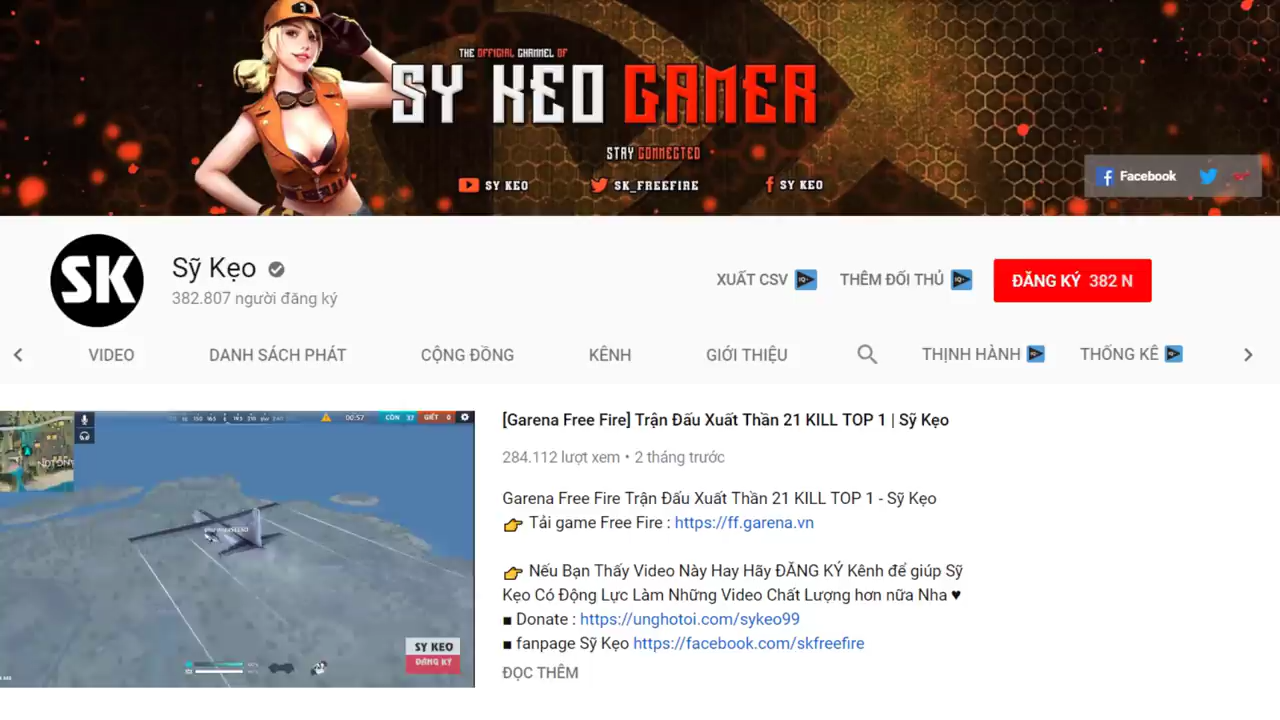 THE OFFICIAL CHANNEL OF
SY KEO GAMER
STAY CONNECTED
SY KEO
SK_FREEFIRE
SY KEO
Facebook
SK
Sỹ Kẹo
382.807 người đăng ký
XUẤT CSV
THÊM ĐỐI THỦ
ĐĂNG KÝ 382 N
VIDEO
DANH SÁCH PHÁT
CỘNG ĐỒNG
KÊNH
GIỚI THIỆU
THỊNH HÀNH
THỐNG KÊ
00:57
CÒN 37
GIẾT 0
SY KEO
ĐĂNG KÝ
[Garena Free Fire] Trận Đấu Xuất Thần 21 KILL TOP 1 | Sỹ Kẹo
284.112 lượt xem • 2 tháng trước
Garena Free Fire Trận Đấu Xuất Thần 21 KILL TOP 1 - Sỹ Kẹo
👉 Tải game Free Fire : https://ff.garena.vn
👉 Nếu Bạn Thấy Video Này Hay Hãy ĐĂNG KÝ Kênh để giúp Sỹ
Kẹo Có Động Lực Làm Những Video Chất Lượng hơn nữa Nha ♥
■ Donate : https://unghotoi.com/sykeo99
■ fanpage Sỹ Kẹo https://facebook.com/skfreefire
ĐỌC THÊM